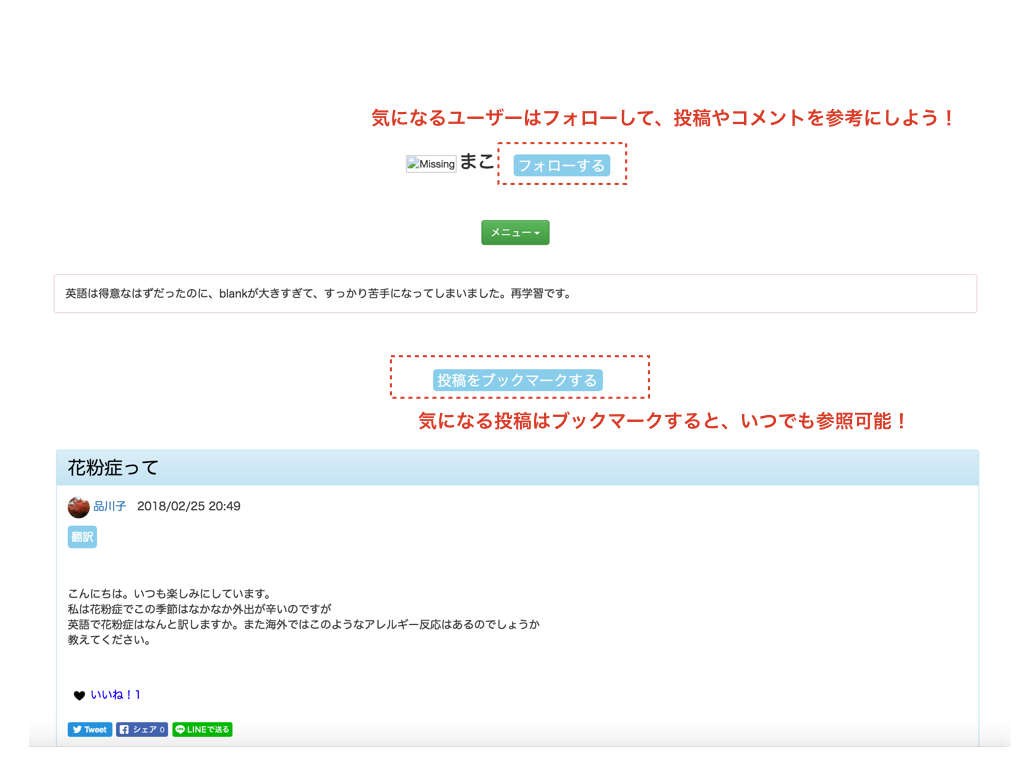 気になるユーザーはフォローして、投稿やコメントを参考にしよう！
Missing まこ フォローする
メニュー
英語は得意なはずだったのに、blankが大きすぎて、すっかり苦手になってしまいました。再学習です。
投稿をブックマークする
気になる投稿はブックマークすると、いつでも参照可能！
花粉症って
品川子 2018/02/25 20:49
翻訳
こんにちは。いつも楽しみにしています。
私は花粉症でこの季節はなかなか外出が辛いのですが
英語で花粉症はなんと訳しますか。また海外ではこのようなアレルギー反応はあるのでしょうか
教えてください。
いいね！1
Tweet シェア 0 LINEで送る